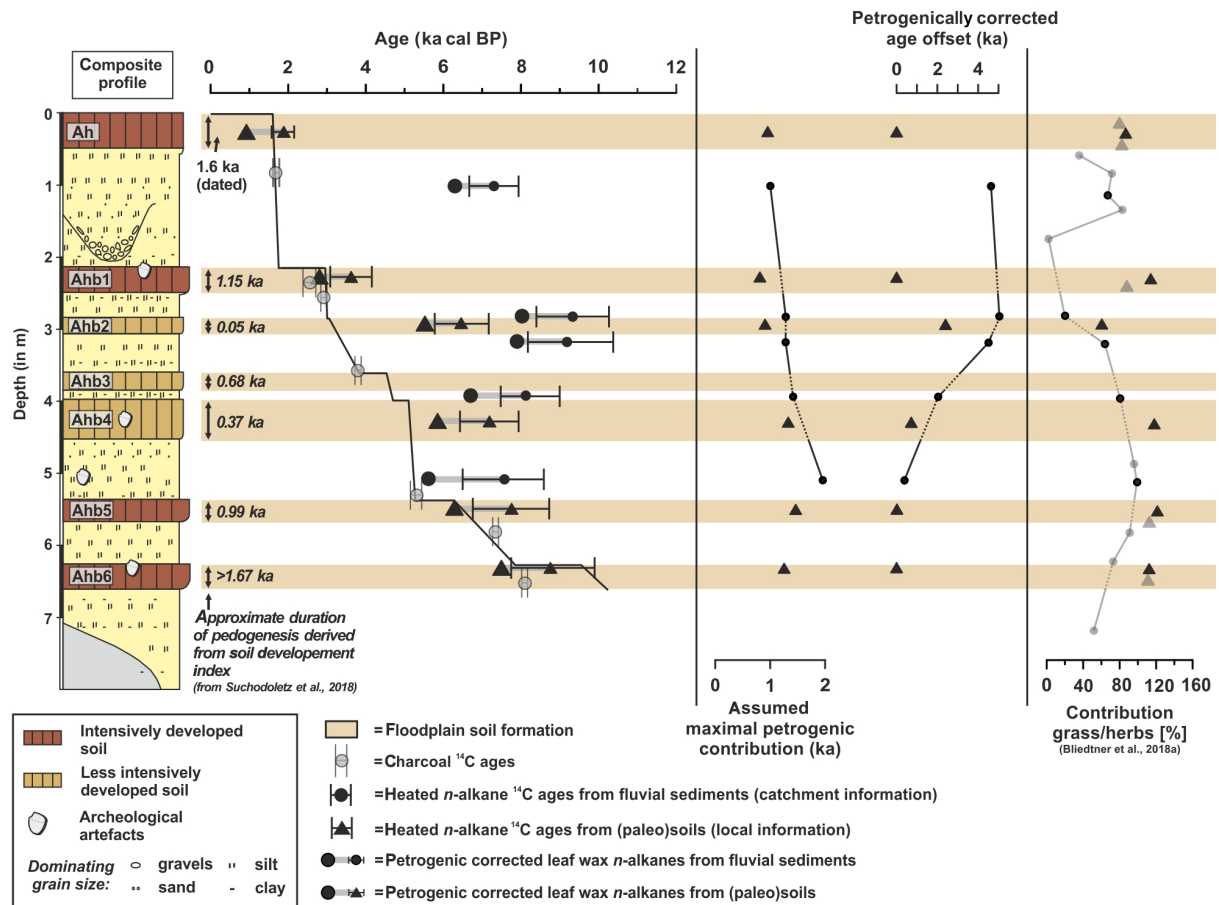 Composite
profile
Age (ka cal BP)
0 2 4 6 8 10 12
Petrogenically corrected
age offset (ka)
0 2 4
Depth (in m)
0
1
2
3
4
5
6
7
Ah
Ahb1
Ahb2
Ahb3
Ahb4
Ahb5
Ahb6
1.6 ka
(dated)
1.15 ka
0.05 ka
0.68 ka
0.37 ka
0.99 ka
>1.67 ka
Approximate duration
of pedogenesis derived
from soil developement
index
(from Suchodoletz et al., 2018)
0 1 2
Assumed
maximal petrogenic
contribution (ka)
0 40 80 120 160
Contribution
grass/herbs [%]
(Bliedtner et al., 2018a)
Intensively developed
soil
Less intensively
developed soil
Archeological
artefacts
Dominating
grain size:
gravels
silt
sand
clay
=Floodplain soil formation
=Charcoal ¹⁴C ages
=Heated n-alkane ¹⁴C ages from fluvial sediments (catchment information)
=Heated n-alkane ¹⁴C ages from (paleo)soils (local information)
=Petrogenic corrected leaf wax n-alkanes from fluvial sediments
=Petrogenic corrected leaf wax n-alkanes from (paleo)soils